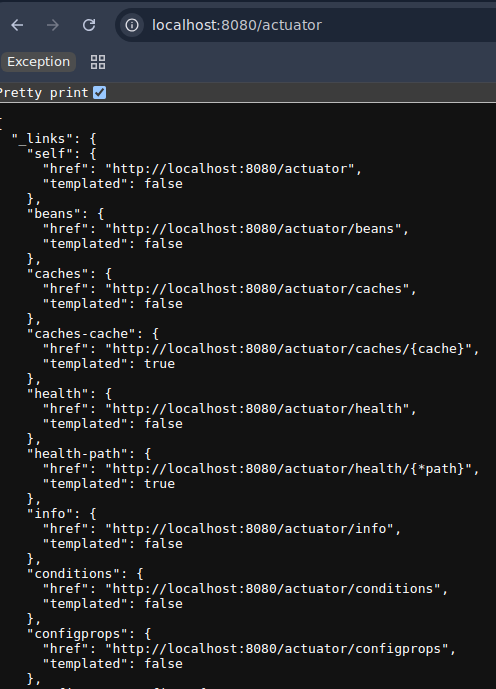 localhost:8080/actuator
Exception
Pretty print
{
"_links": {
"self": {
"href": "http://localhost:8080/actuator",
"templated": false
},
"beans": {
"href": "http://localhost:8080/actuator/beans",
"templated": false
},
"caches": {
"href": "http://localhost:8080/actuator/caches",
"templated": false
},
"caches-cache": {
"href": "http://localhost:8080/actuator/caches/{cache}",
"templated": true
},
"health": {
"href": "http://localhost:8080/actuator/health",
"templated": false
},
"health-path": {
"href": "http://localhost:8080/actuator/health/{*path}",
"templated": true
},
"info": {
"href": "http://localhost:8080/actuator/info",
"templated": false
},
"conditions": {
"href": "http://localhost:8080/actuator/conditions",
"templated": false
},
"configprops": {
"href": "http://localhost:8080/actuator/configprops",
"templated": false
},